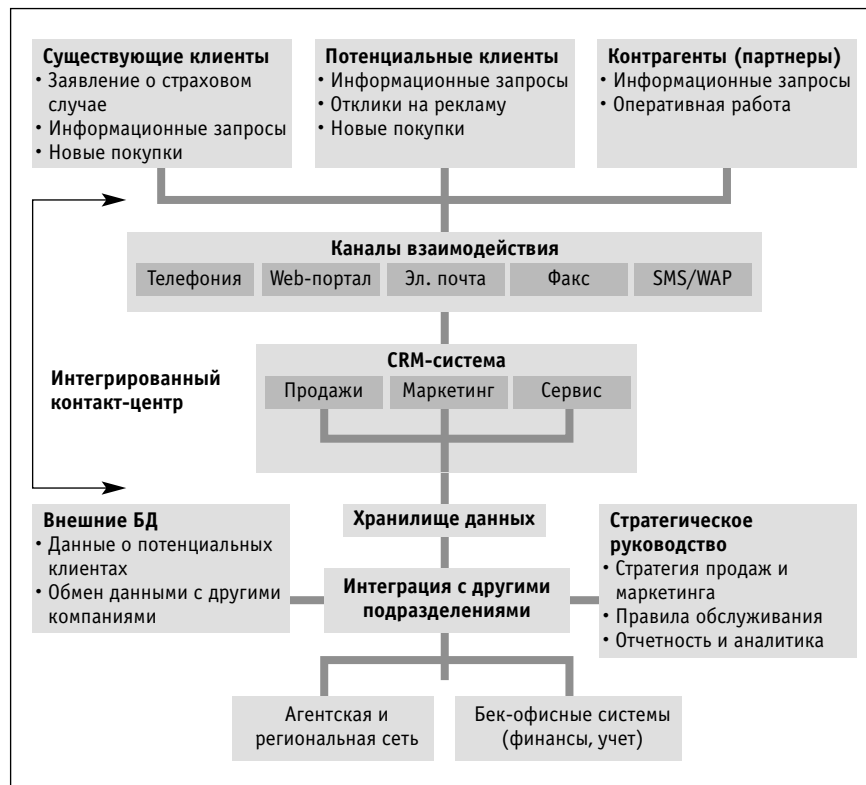 Существующие клиенты
• Заявление о страховом
случае
• Информационные запросы
• Новые покупки
Потенциальные клиенты
• Информационные запросы
• Отклики на рекламу
• Новые покупки
Контрагенты (партнеры)
• Информационные запросы
• Оперативная работа
Каналы взаимодействия
Телефония
Web-портал
Эл. почта
Факс
SMS/WAP
CRM-система
Продажи
Маркетинг
Сервис
Интегрированный
контакт-центр
Внешние БД
• Данные о потенциальных
клиентах
• Обмен данными с другими
компаниями
Хранилище данных
Интеграция с другими
подразделениями
Стратегическое
руководство
• Стратегия продаж и
маркетинга
• Правила обслуживания
• Отчетность и аналитика
Агентская и
региональная сеть
Бек-офисные системы
(финансы, учет)